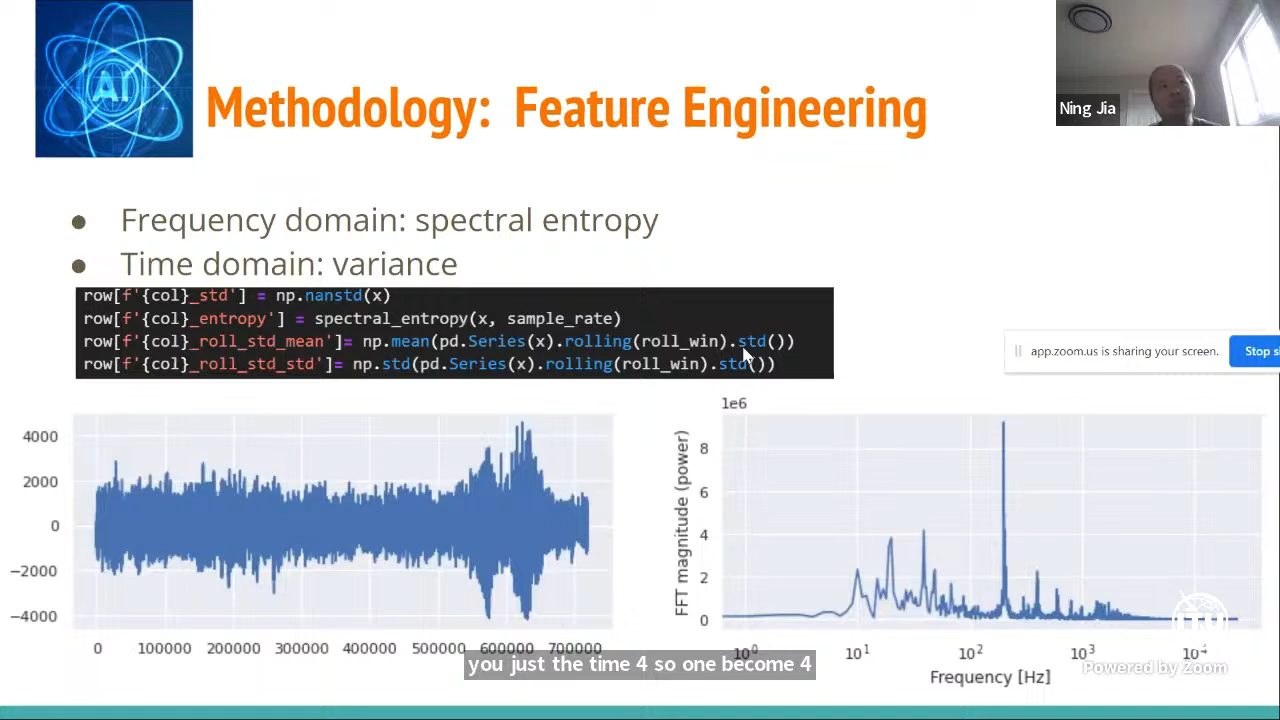 AI
Methodology: Feature Engineering
Ning Jia
● Frequency domain: spectral entropy
● Time domain: variance
row[f'{col}_std'] = np.nanstd(x)
row[f'{col}_entropy'] = spectral_entropy(x, sample_rate)
row[f'{col}_roll_std_mean']= np.mean(pd.Series(x).rolling(roll_win).std())
row[f'{col}_roll_std_std']= np.std(pd.Series(x).rolling(roll_win).std())
app.zoom.us is sharing your screen.
Stop
4000
2000
0
−2000
−4000
0 100000 200000 300000 400000 500000 600000 700000
1e6
FFT magnitude (power)
8
6
4
2
0
10⁰ 10¹ 10² 10³ 10⁴
Frequency [Hz]
ITU
Powered by Zoom
you just the time 4 so one become 4